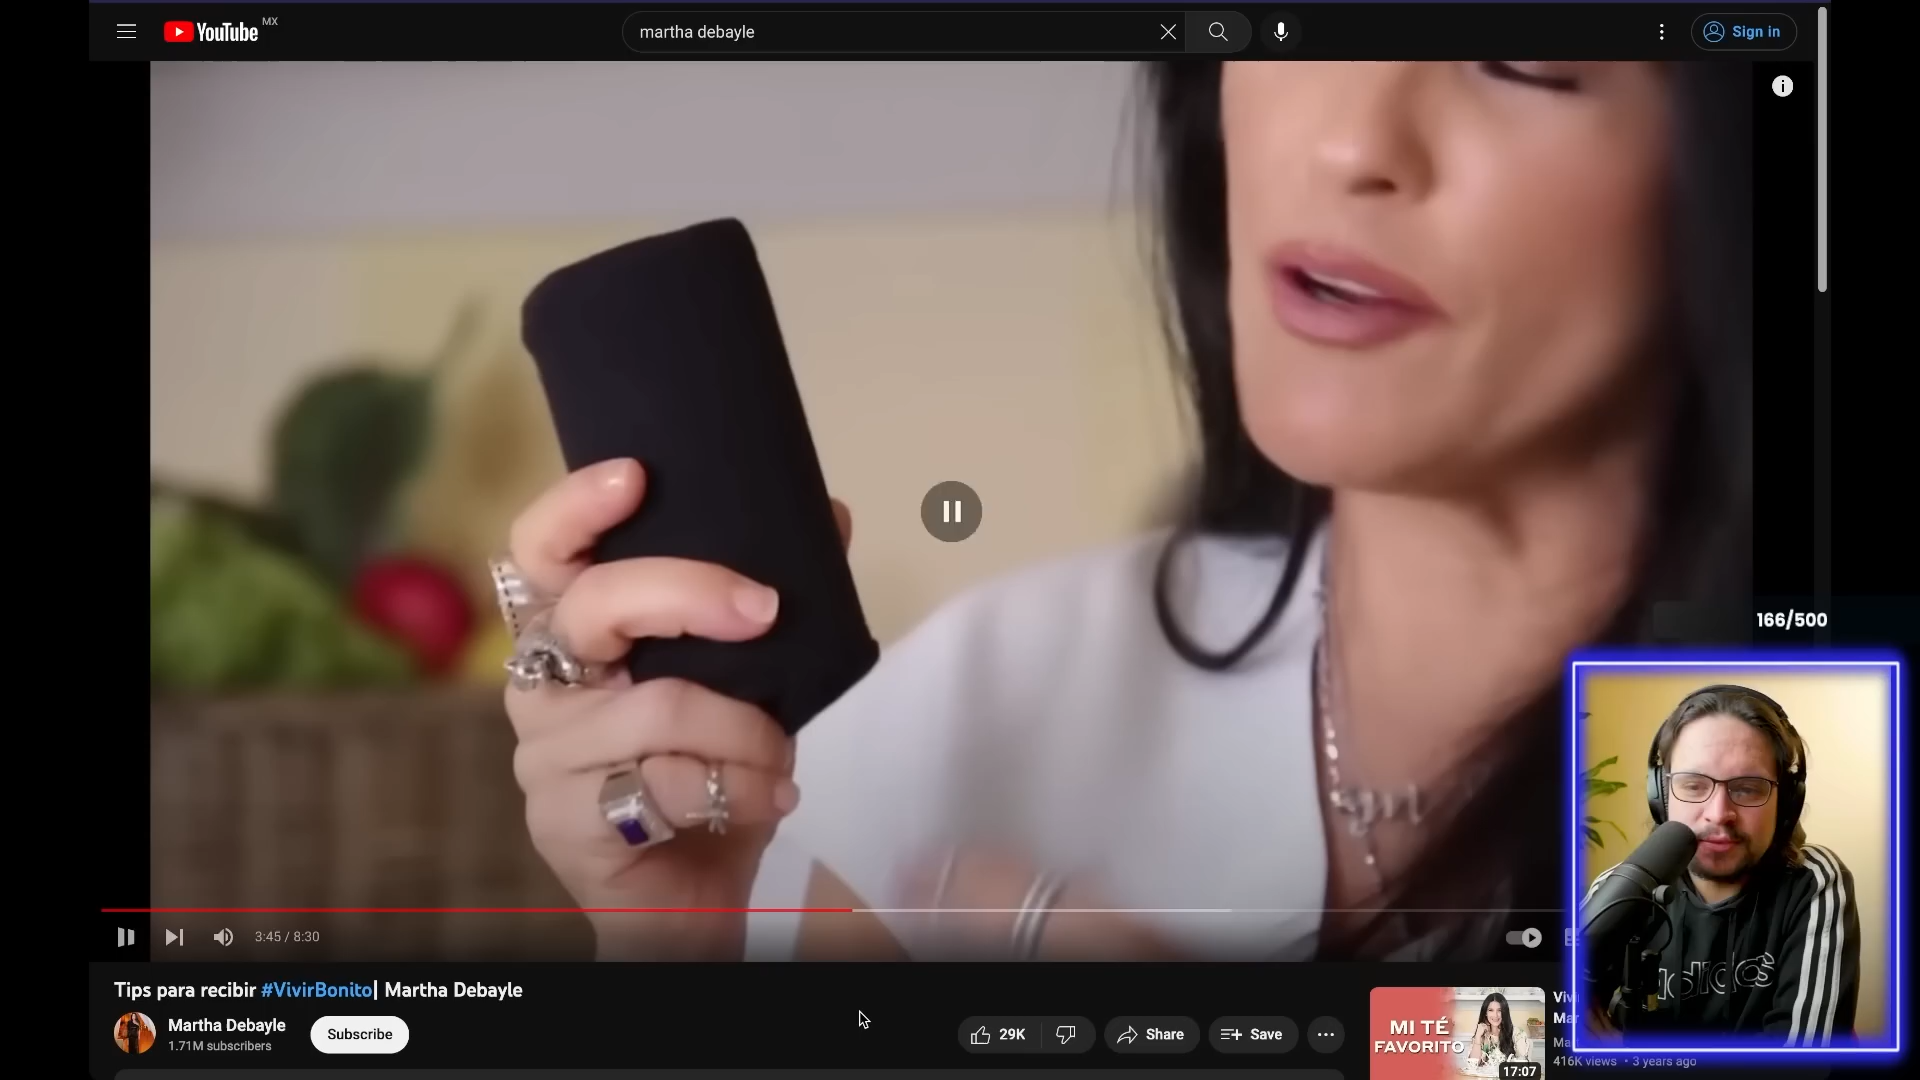 YouTube MX
martha debayle
Sign in
166/500
3:45 / 8:30
Tips para recibir #VivirBonito| Martha Debayle
Martha Debayle
1.71M subscribers
Subscribe
29K
Share
Save
MI TÉ
FAVORITO
17:07
416K views • 3 years ago
adidas